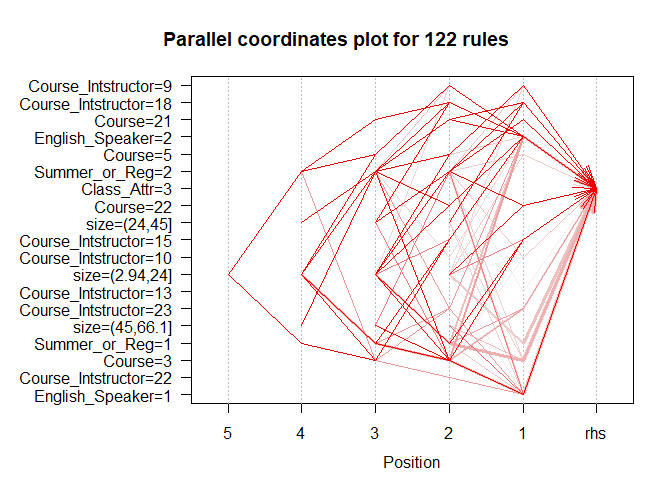 Parallel coordinates plot for 122 rules
Course_Intstructor=9
Course_Intstructor=18
Course=21
English_Speaker=2
Course=5
Summer_or_Reg=2
Class_Attr=3
Course=22
size=(24,45]
Course_Intstructor=15
Course_Intstructor=10
size=(2.94,24]
Course_Intstructor=13
Course_Intstructor=23
size=(45,66.1]
Summer_or_Reg=1
Course=3
Course_Intstructor=22
English_Speaker=1
5 4 3 2 1 rhs
Position